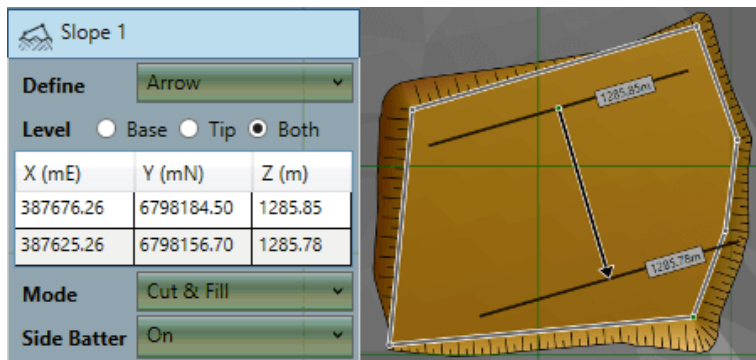 Slope 1
Define Arrow
Level Base Tip Both
X (mE) Y (mN) Z (m)
387676.26 6798184.50 1285.85
387625.26 6798156.70 1285.78
Mode Cut & Fill
Side Batter On
1285.85m
1285.78m